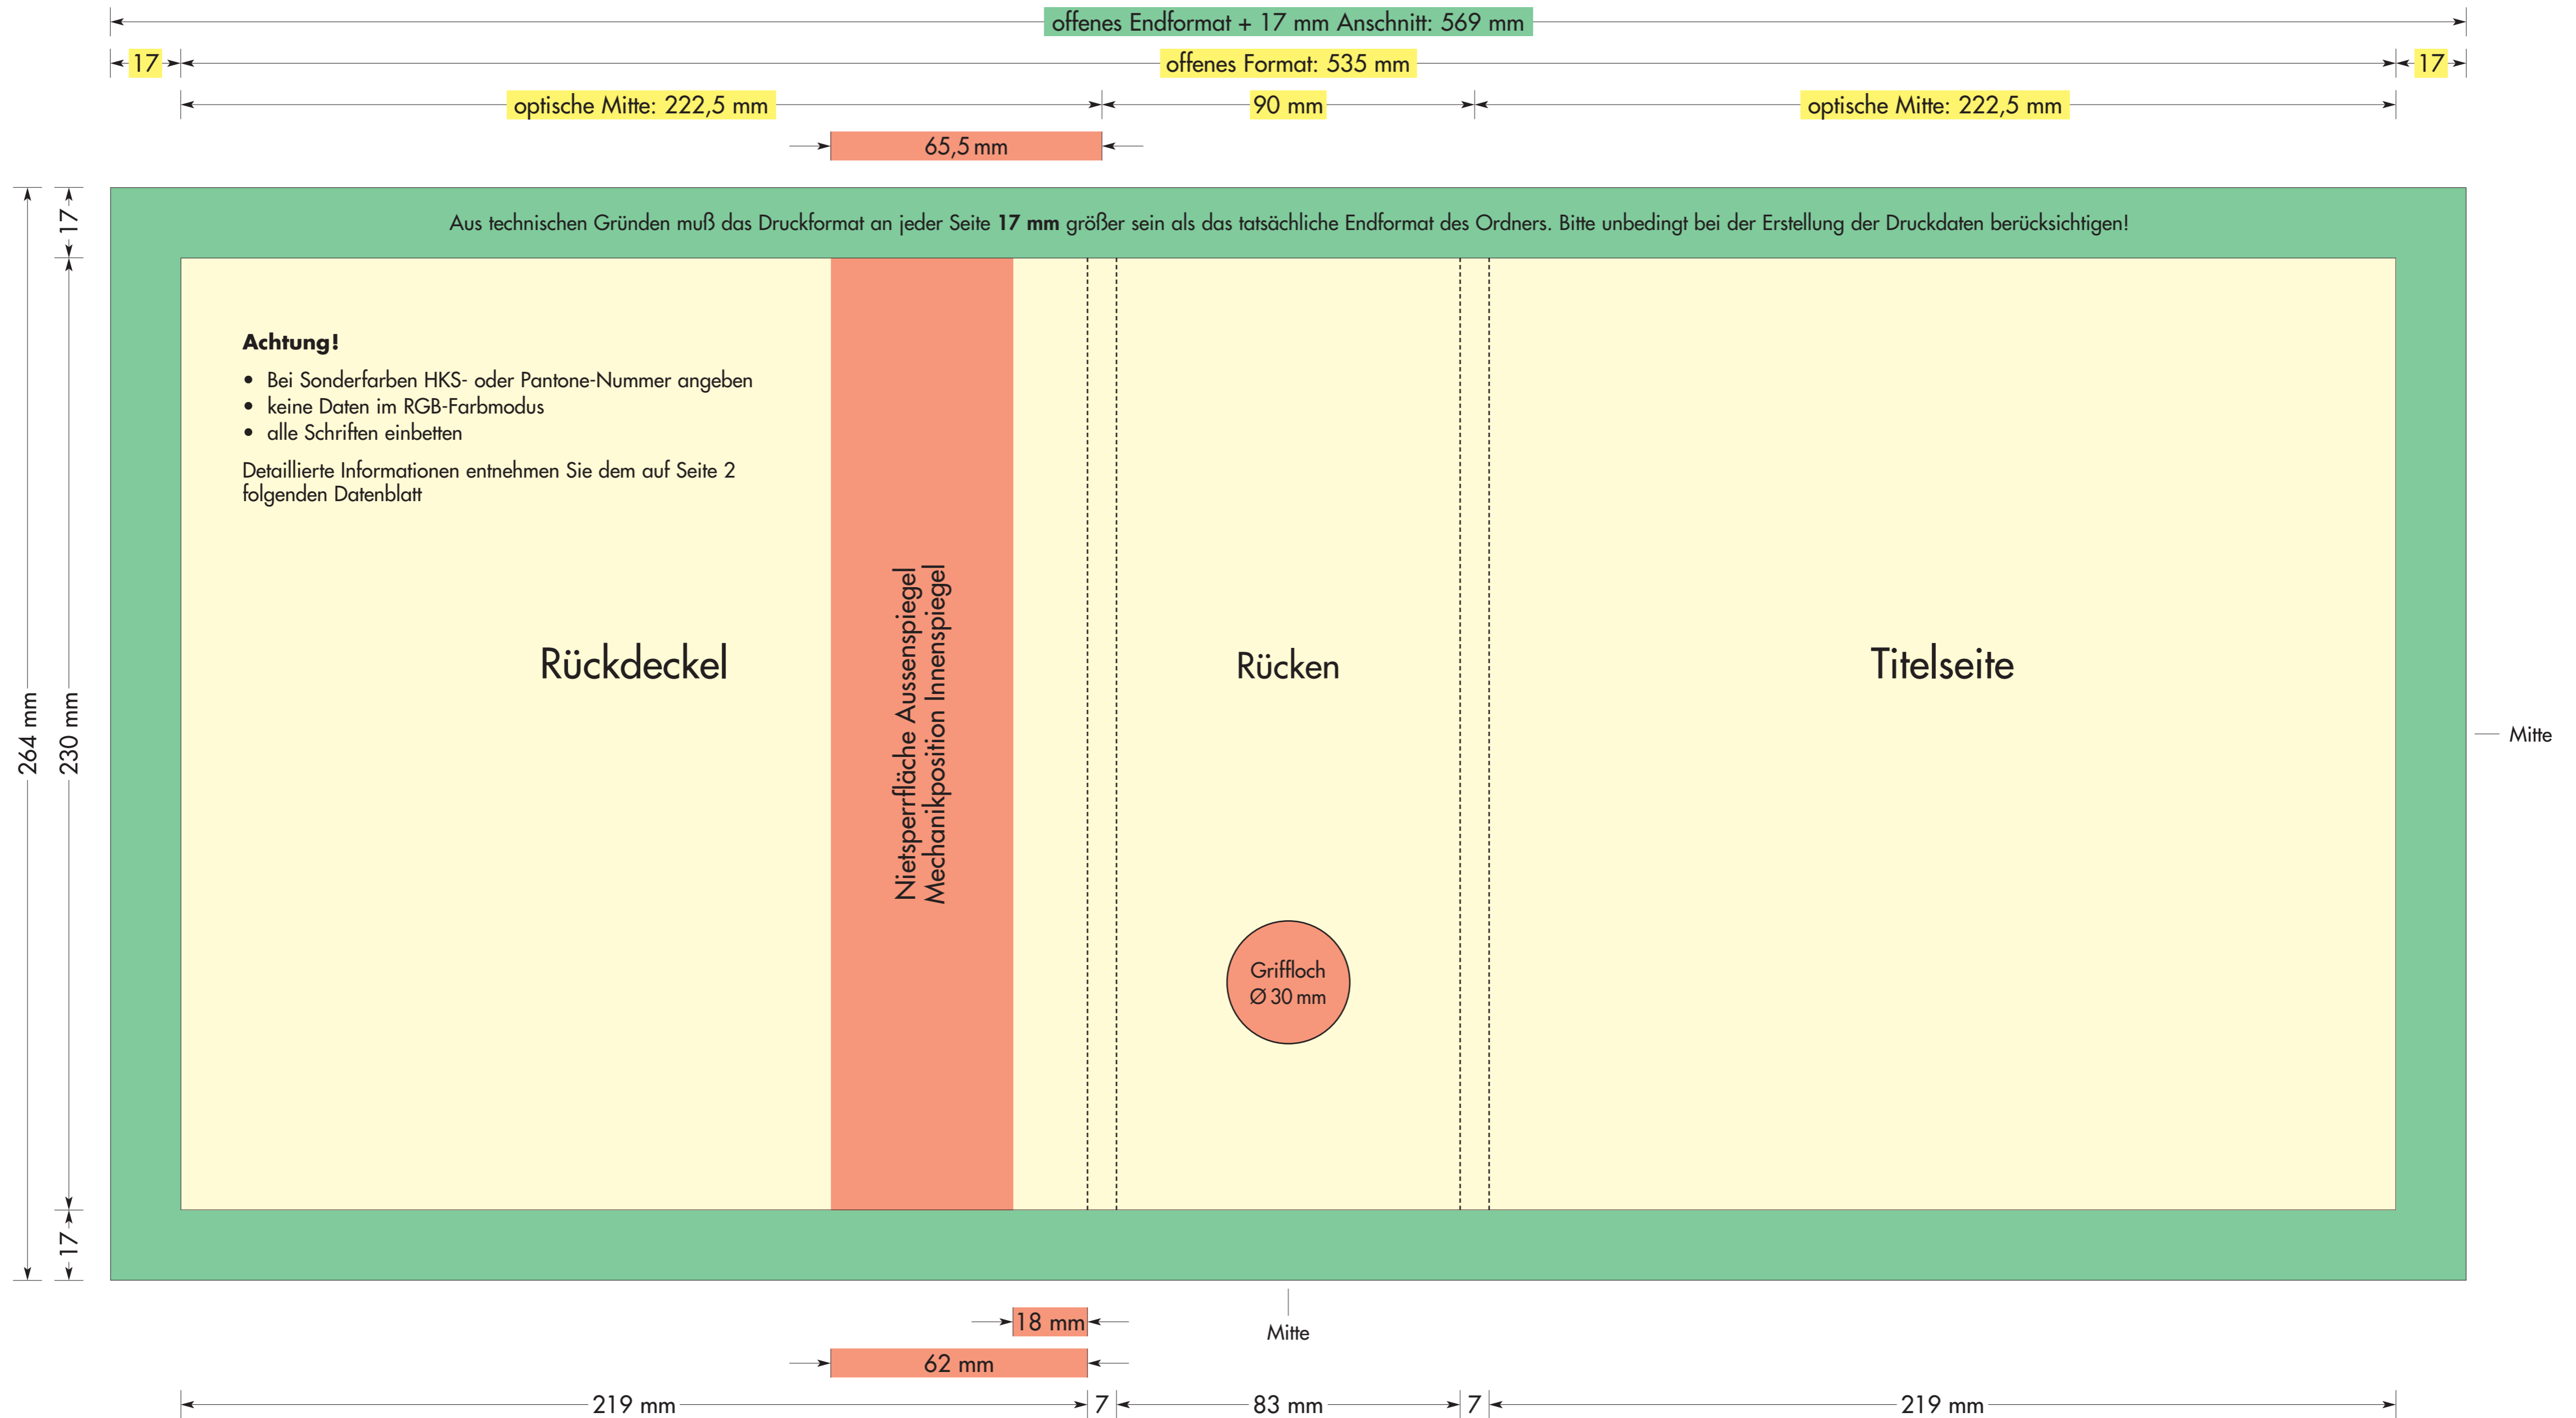 offenes Endformat + 17 mm Anschnitt: 569 mm
17
offenes Format: 535 mm
17
optische Mitte: 222,5 mm
90 mm
optische Mitte: 222,5 mm
65,5 mm
17
Aus technischen Gründen muß das Druckformat an jeder Seite 17 mm größer sein als das tatsächliche Endformat des Ordners. Bitte unbedingt bei der Erstellung der Druckdaten berücksichtigen!
Achtung!
• Bei Sonderfarben HKS- oder Pantone-Nummer angeben
• keine Daten im RGB-Farbmodus
• alle Schriften einbetten
Detaillierte Informationen entnehmen Sie dem auf Seite 2
folgenden Datenblatt
264 mm
230 mm
Rückdeckel
Nietsperrfläche Aussenspiegel
Mechanikposition Innenspiegel
Rücken
Titelseite
Mitte
Griffloch
Ø 30 mm
17
18 mm
Mitte
62 mm
219 mm
7
83 mm
7
219 mm